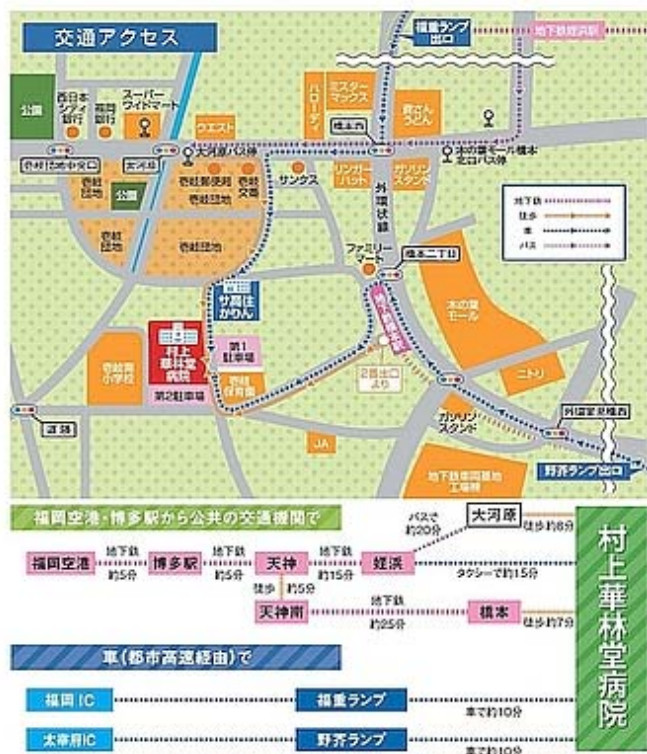 交通アクセス
福重ランプ
出口
地下鉄姪浜駅
公園
西日本
シティ
銀行
福岡
銀行
スーパー
ワイドマート
クエスト
ハローディ
ミスター
マックス
資さん
うどん
橋本西
壱岐団地中央口
大河原
大河原バス停
木の葉モール橋本
北口バス停
壱岐
団地
公園
壱岐郵便局
壱岐団地
壱岐
交番
サンクス
リンガー
ハット
ガソリン
スタンド
外環状線
地下鉄
徒歩
車
バス
壱岐
団地
壱岐団地
ファミリー
マート
橋本二丁目
サ高住
かりん
木の葉
モール
村上
華林堂
病院
第1
駐車場
第2駐車場
壱岐
保育園
2番出口
より
ニトリ
ガソリン
スタンド
外環室見橋西
JA
地下鉄車両基地
工場棟
野芥ランプ出口
福岡空港・博多駅から公共の交通機関で
福岡空港
地下鉄
約5分
博多駅
地下鉄
約5分
天神
地下鉄
約15分
姪浜
バスで
約20分
大河原
徒歩約8分
タクシーで約15分
徒歩
約5分
天神南
地下鉄
約25分
橋本
徒歩約7分
村上華林堂病院
車(都市高速経由)で
福岡IC
福重ランプ
車で約10分
太宰府IC
野芥ランプ
車で約10分